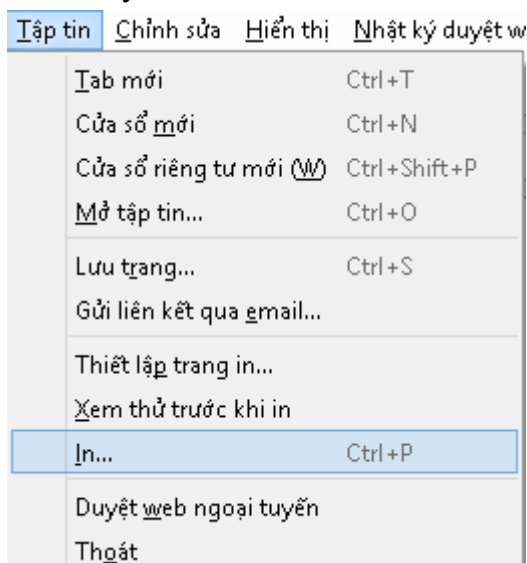 Tập tin Chỉnh sửa Hiển thị Nhật ký duyệt w
Tab mới Ctrl+T
Cửa sổ mới Ctrl+N
Cửa sổ riêng tư mới (W) Ctrl+Shift+P
Mở tập tin... Ctrl+O
Lưu trang... Ctrl+S
Gửi liên kết qua email...
Thiết lập trang in...
Xem thử trước khi in
In... Ctrl+P
Duyệt web ngoại tuyến
Thoát